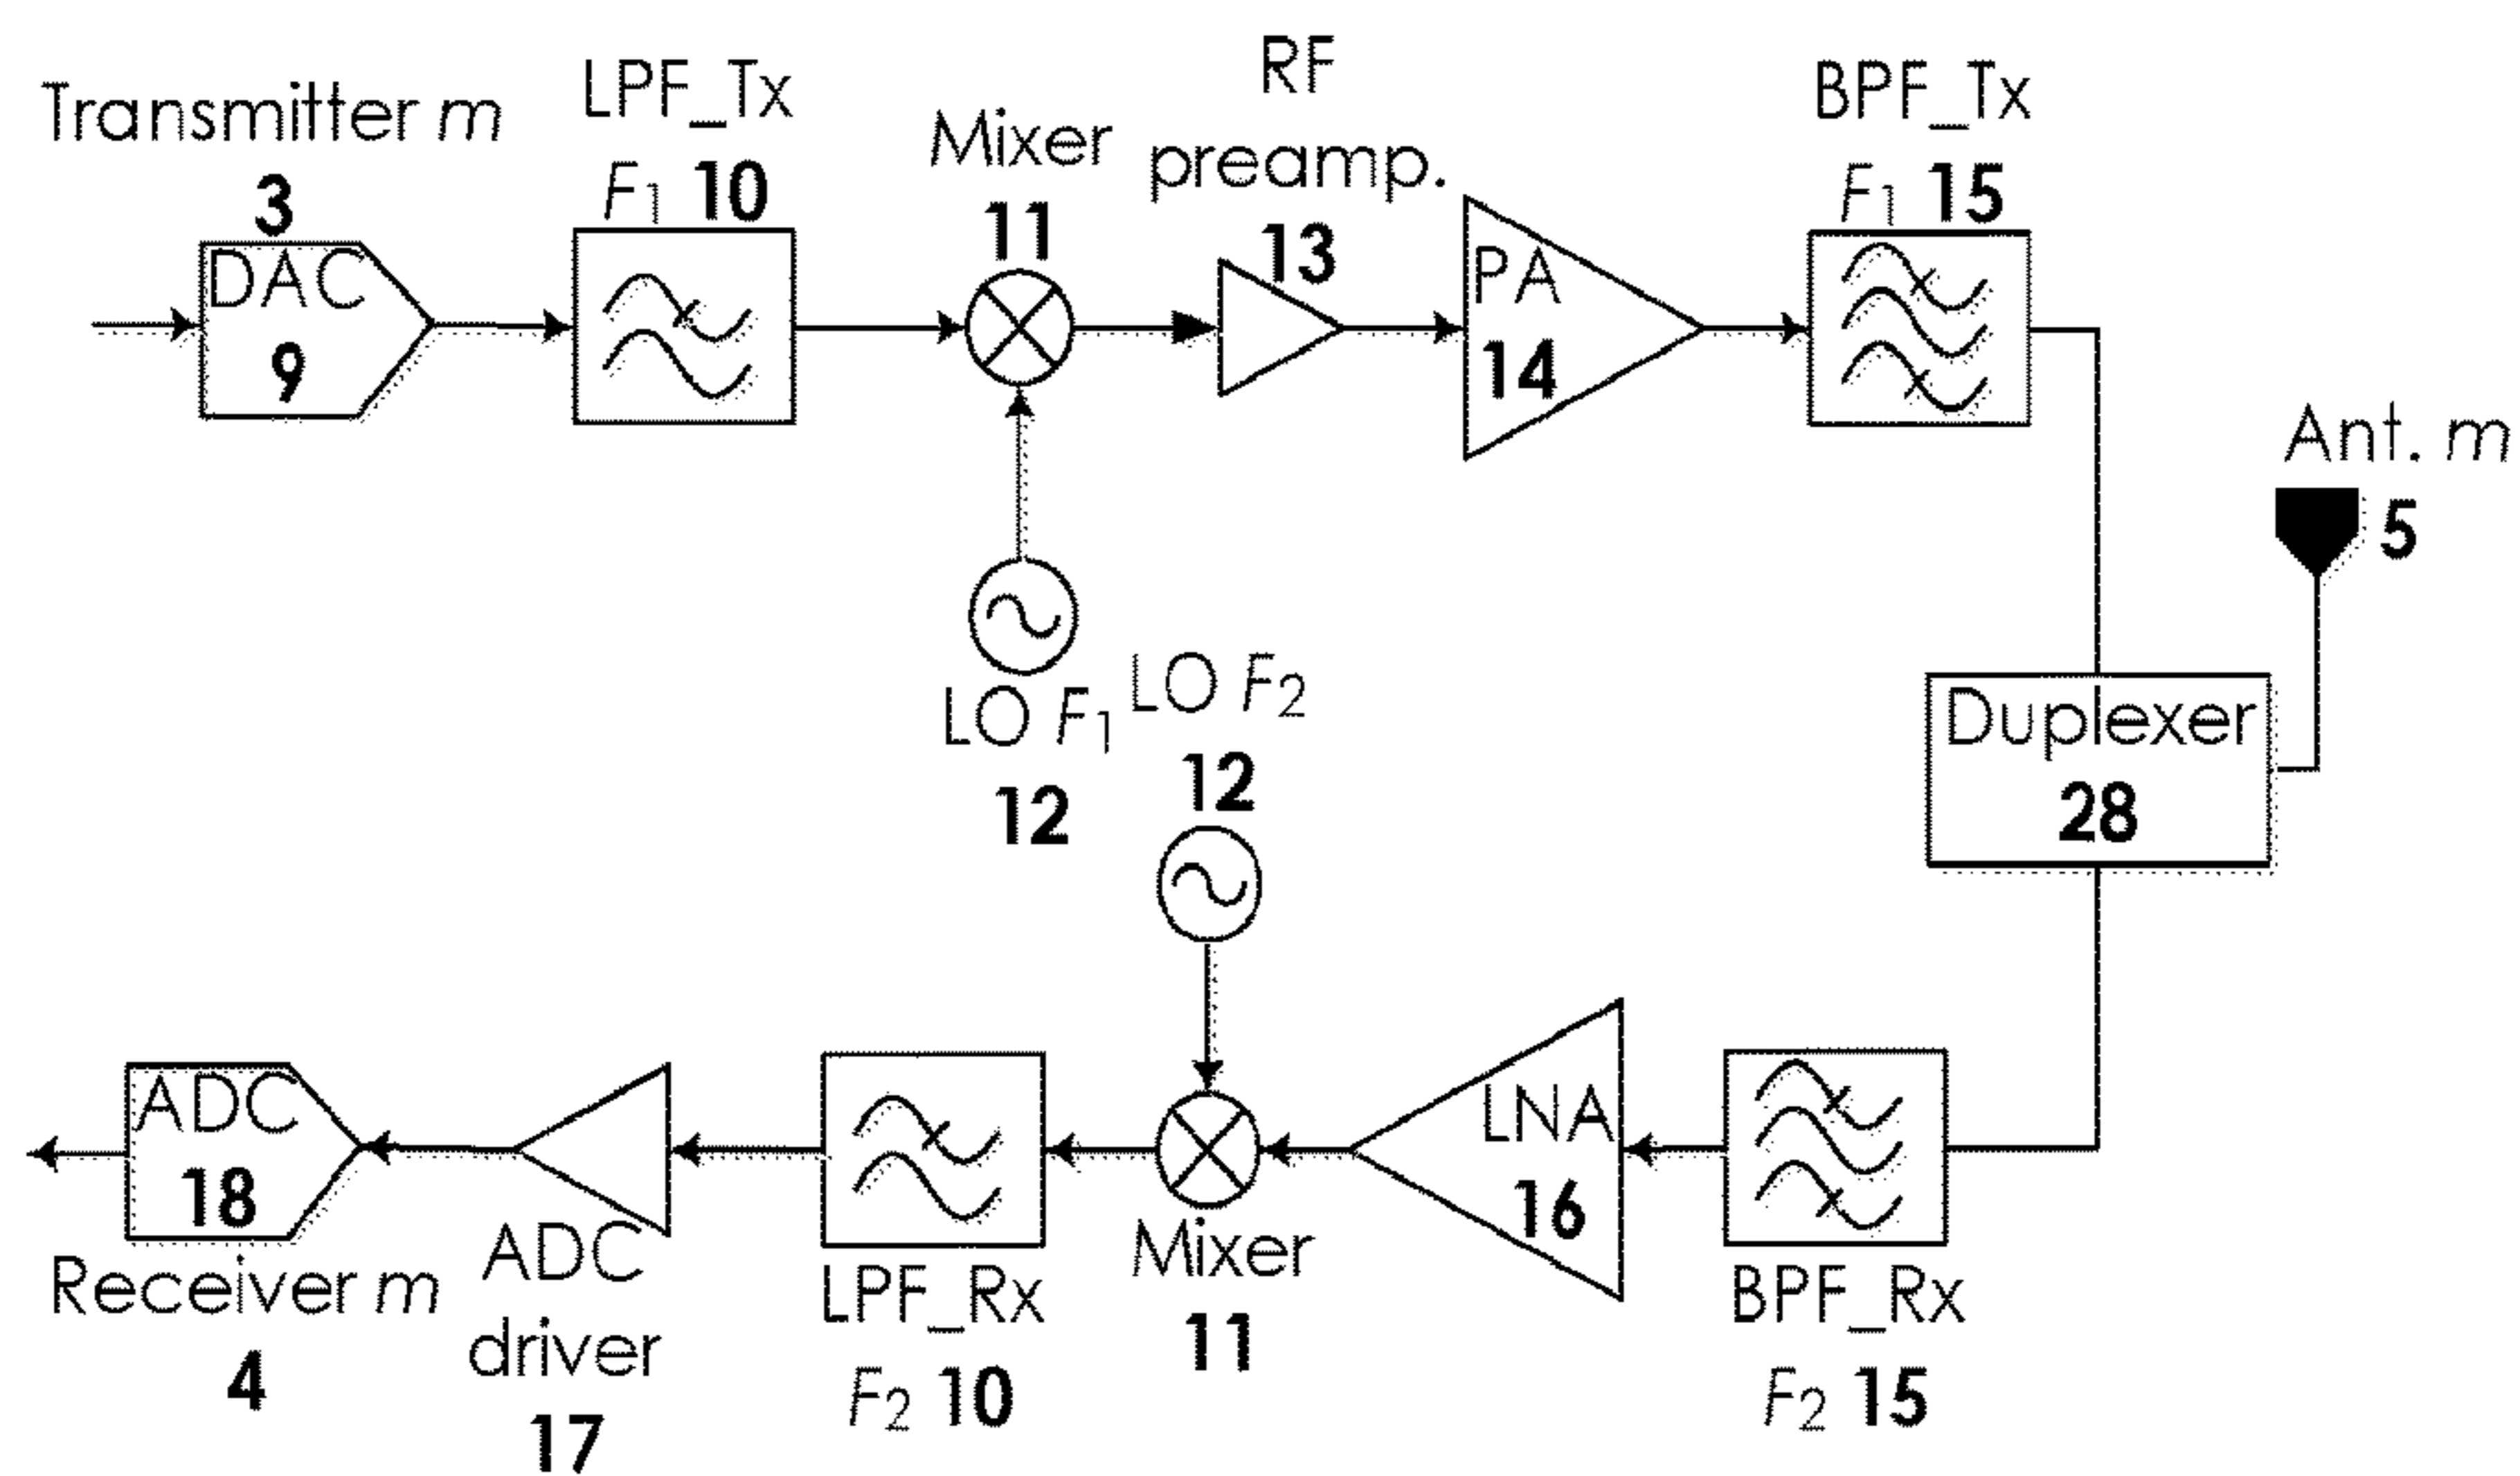 Transmitter m
3
DAC
9
LPF_Tx
F1 10
Mixer
11
RF
preamp.
13
PA
14
BPF_Tx
F1 15
Ant. m
5
LO F1
12
LO F2
12
Duplexer
28
ADC
18
Receiver m
4
ADC
driver
17
LPF_Rx
F2 10
Mixer
11
LNA
16
BPF_Rx
F2 15